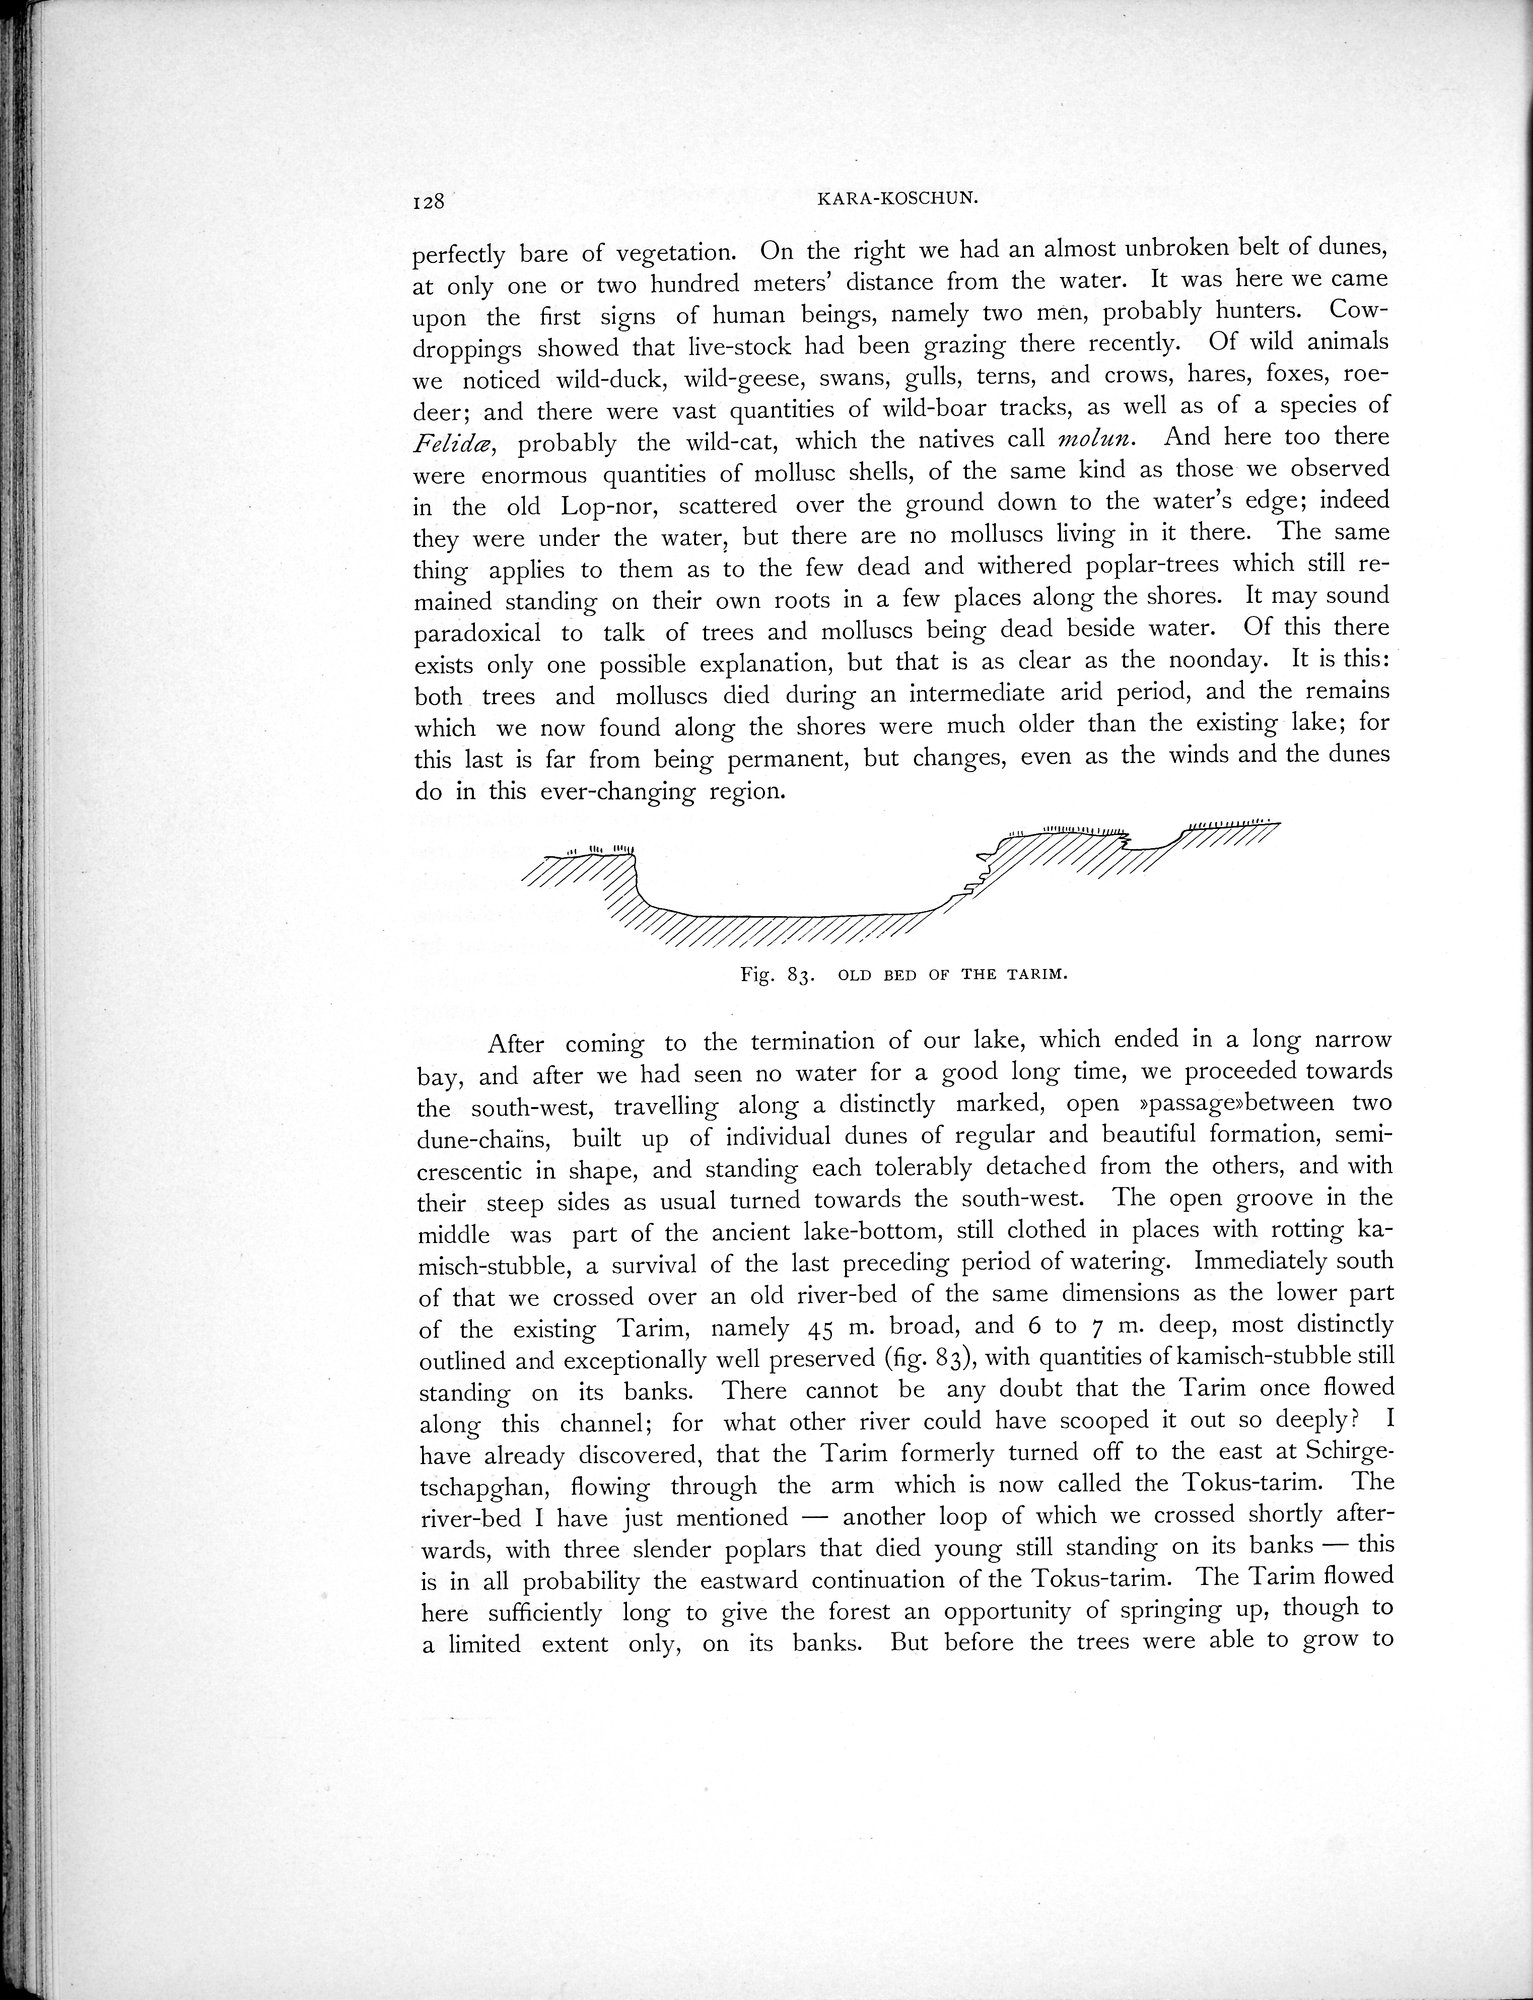 128
KARA-KOSCHUN.
perfectly bare of vegetation. On the right we had an almost unbroken belt of dunes,
at only one or two hundred meters' distance from the water. It was here we came
upon the first signs of human beings, namely two men, probably hunters. Cow-
droppings showed that live-stock had been grazing there recently. Of wild animals
we noticed wild-duck, wild-geese, swans, gulls, terns, and crows, hares, foxes, roe-
deer; and there were vast quantities of wild-boar tracks, as well as of a species of
Felidæ, probably the wild-cat, which the natives call molun. And here too there
were enormous quantities of mollusc shells, of the same kind as those we observed
in the old Lop-nor, scattered over the ground down to the water's edge; indeed
they were under the water, but there are no molluscs living in it there. The same
thing applies to them as to the few dead and withered poplar-trees which still re-
mained standing on their own roots in a few places along the shores. It may sound
paradoxical to talk of trees and molluscs being dead beside water. Of this there
exists only one possible explanation, but that is as clear as the noonday. It is this:
both trees and molluscs died during an intermediate arid period, and the remains
which we now found along the shores were much older than the existing lake; for
this last is far from being permanent, but changes, even as the winds and the dunes
do in this ever-changing region.
Fig. 83. OLD BED OF THE TARIM.
After coming to the termination of our lake, which ended in a long narrow
bay, and after we had seen no water for a good long time, we proceeded towards
the south-west, travelling along a distinctly marked, open »passage»between two
dune-chains, built up of individual dunes of regular and beautiful formation, semi-
crescentic in shape, and standing each tolerably detached from the others, and with
their steep sides as usual turned towards the south-west. The open groove in the
middle was part of the ancient lake-bottom, still clothed in places with rotting ka-
misch-stubble, a survival of the last preceding period of watering. Immediately south
of that we crossed over an old river-bed of the same dimensions as the lower part
of the existing Tarim, namely 45 m. broad, and 6 to 7 m. deep, most distinctly
outlined and exceptionally well preserved (fig. 83), with quantities of kamisch-stubble still
standing on its banks. There cannot be any doubt that the Tarim once flowed
along this channel; for what other river could have scooped it out so deeply? I
have already discovered, that the Tarim formerly turned off to the east at Schirge-
tschapghan, flowing through the arm which is now called the Tokus-tarim. The
river-bed I have just mentioned — another loop of which we crossed shortly after-
wards, with three slender poplars that died young still standing on its banks — this
is in all probability the eastward continuation of the Tokus-tarim. The Tarim flowed
here sufficiently long to give the forest an opportunity of springing up, though to
a limited extent only, on its banks. But before the trees were able to grow to